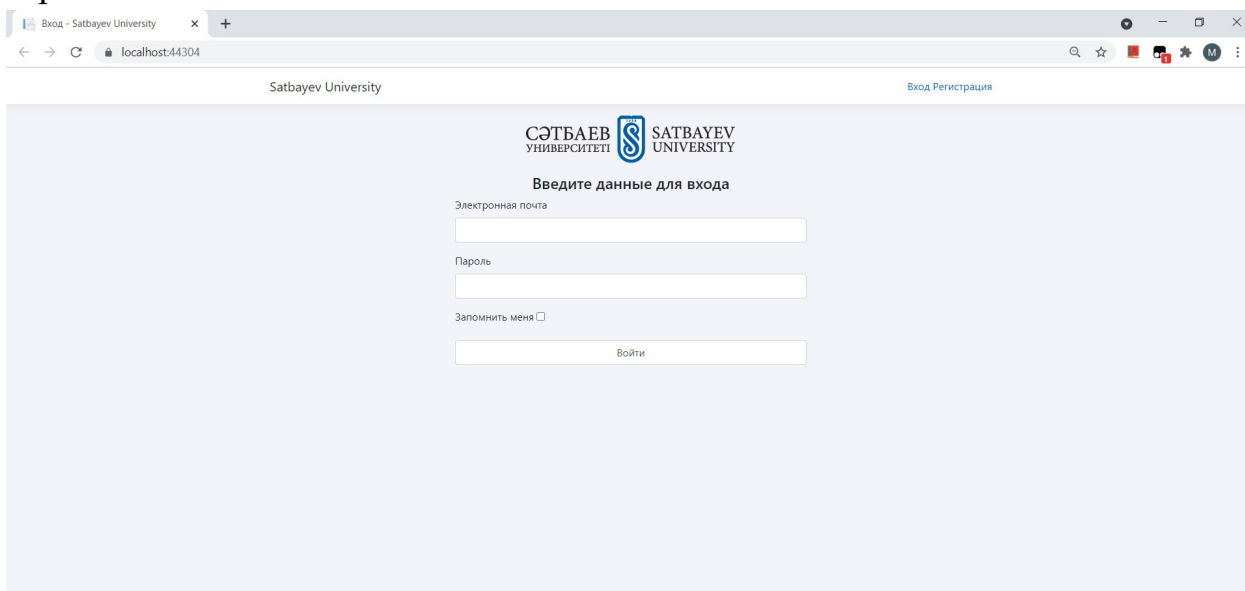 Вход - Satbayev University
localhost:44304
1
M
Satbayev University
Вход Регистрация
СӘТБАЕВ
УНИВЕРСИТЕТІ
SATBAYEV
UNIVERSITY
Введите данные для входа
Электронная почта
Пароль
Запомнить меня
Войти